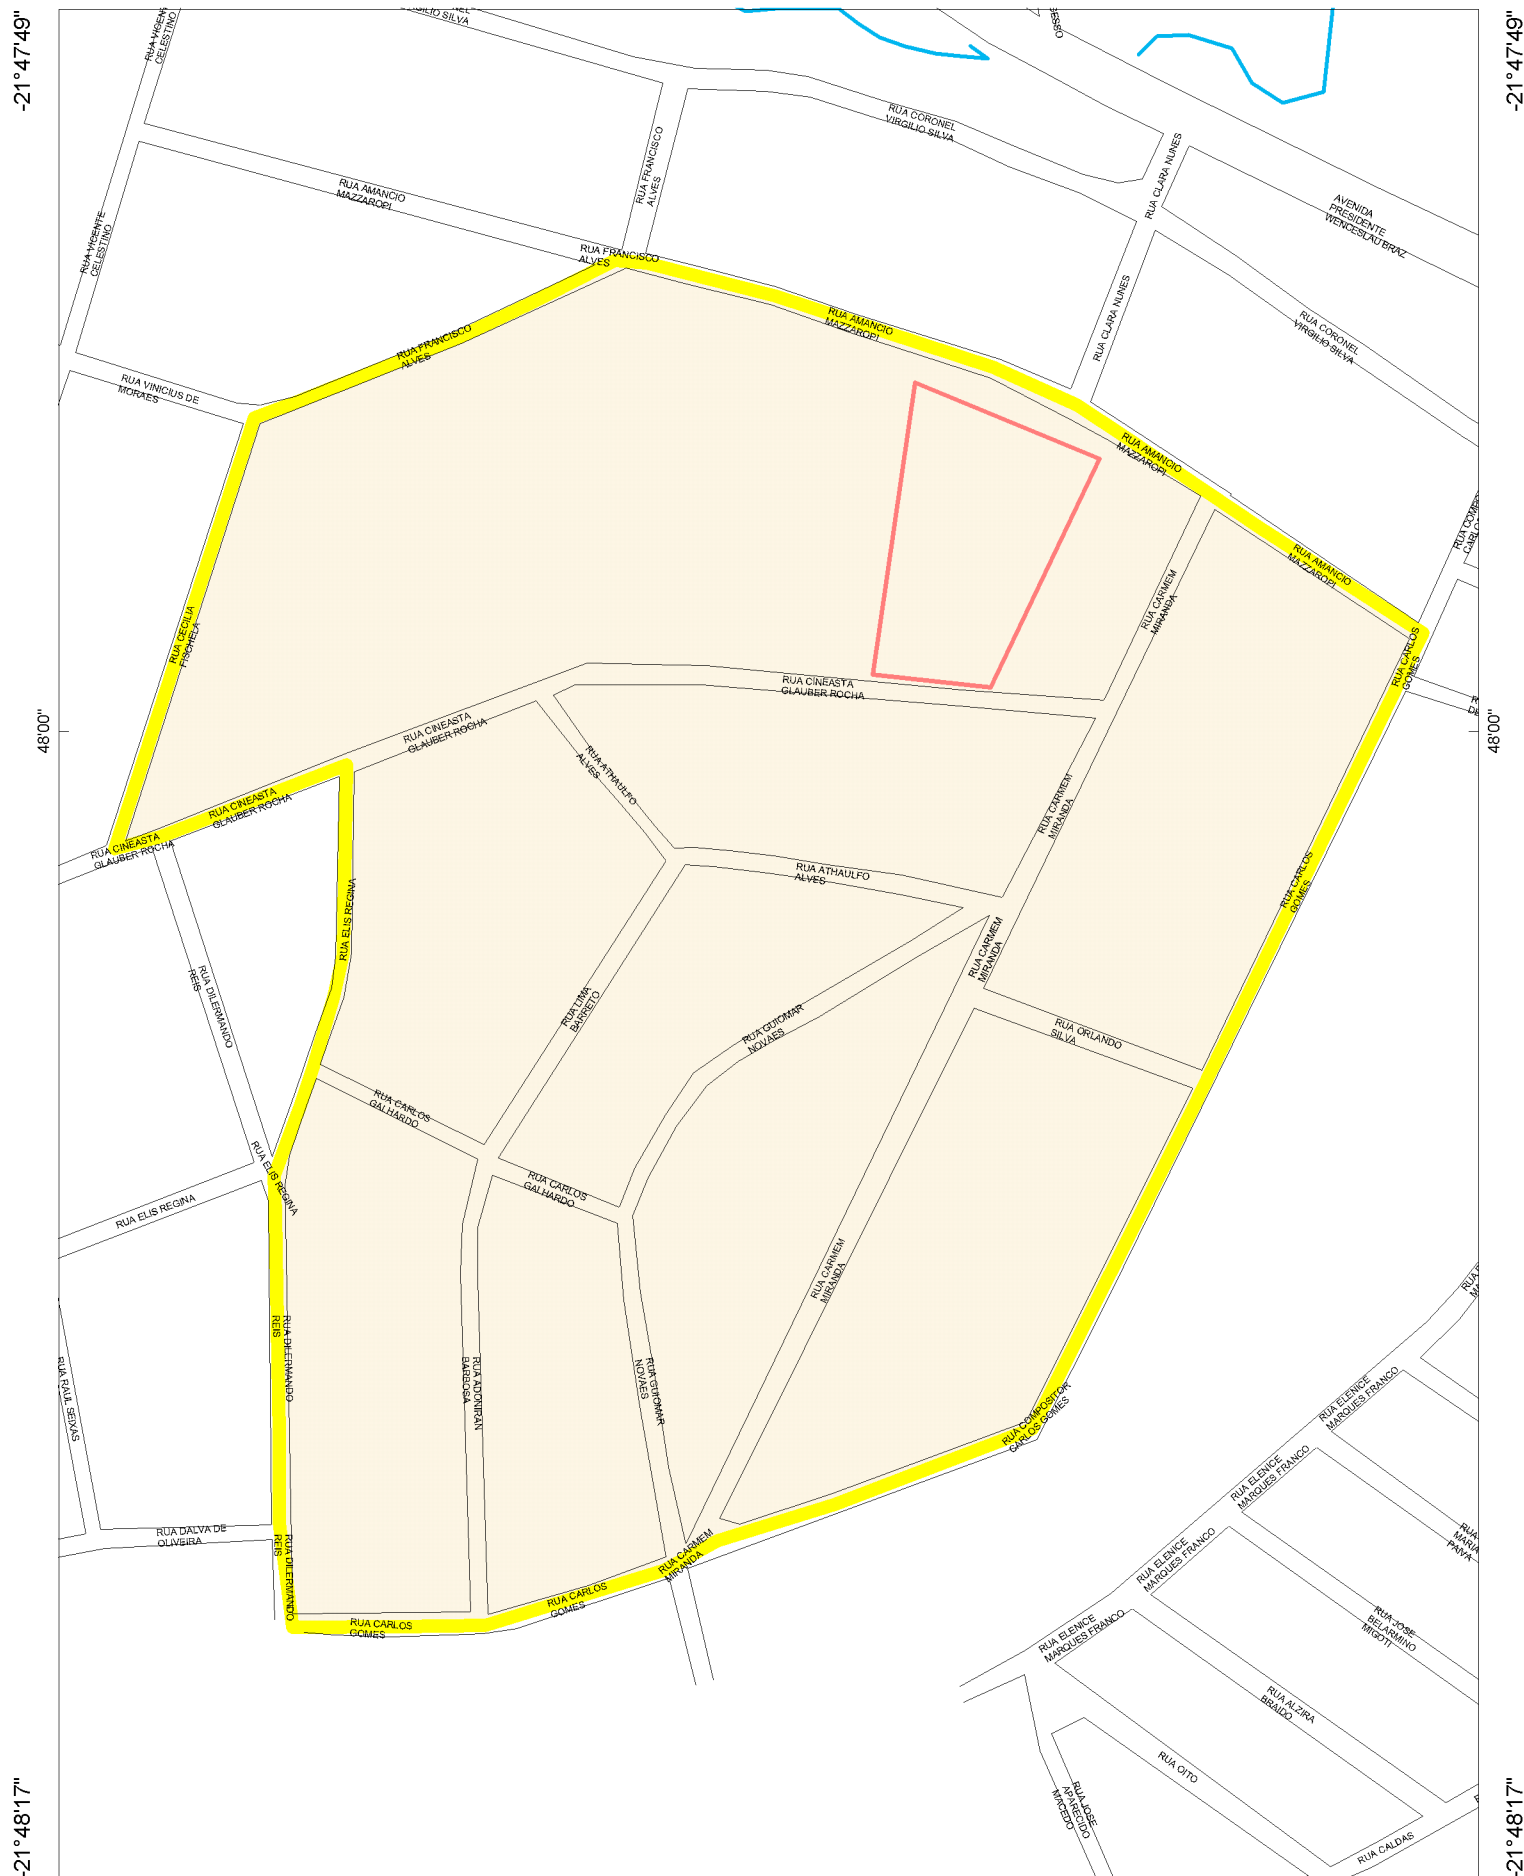 -21°47'49"
-21°47'49"
VIRGILIO SILVA
RUA VICENTE
CELESTINO
RUA CORONEL
VIRGILIO SILVA
RUA FRANCISCO
ALVES
RUA CLARA NUNES
RUA AMANCIO
MAZZAROPI
AVENIDA
PRESIDENTE
WENCESLAU BRAZ
RUA VICENTE
CELESTINO
RUA FRANCISCO
ALVES
RUA CLARA NUNES
RUA AMANCIO
MAZZAROPI
RUA CORONEL
VIRGILIO SILVA
RUA FRANCISCO
ALVES
RUA VINICIUS DE
MORAES
RUA AMANCIO
MAZZAROPI
RUA AMANCIO
MAZZAROPI
RUA CARMEM
MIRANDA
RUA CECILIA
FISCHELA
RUA CARLOS
GOMES
RUA CINEASTA
GLAUBER ROCHA
48'00"
48'00"
RUA CINEASTA
GLAUBER ROCHA
RUA ATHAULFO
ALVES
RUA CINEASTA
GLAUBER ROCHA
RUA CARMEM
MIRANDA
RUA CINEASTA
GLAUBER ROCHA
RUA ATHAULFO
ALVES
RUA CARLOS
GOMES
RUA ELIS REGINA
RUA CARMEM
MIRANDA
RUA DILERMANDO
REIS
RUA LIMA
BARRETO
RUA GUIOMAR
NOVAES
RUA ORLANDO
SILVA
RUA CARLOS
GALHARDO
RUA ELIS REGINA
RUA CARLOS
GALHARDO
RUA ELIS REGINA
RUA CARMEM
MIRANDA
RUA DILERMANDO
REIS
RUA RAUL SEIXAS
RUA ADONIRAN
BARBOSA
RUA GUIOMAR
NOVAES
RUA COMPOSITOR
CARLOS GOMES
RUA ELENICE
MARQUES FRANCO
RUA ELENICE
MARQUES FRANCO
RUA DALVA DE
OLIVEIRA
RUA DILERMANDO
REIS
RUA CARMEM
MIRANDA
RUA ELENICE
MARQUES FRANCO
RUA
MARIA
PAIVA
RUA CARLOS
GOMES
RUA CARLOS
GOMES
RUA ELENICE
MARQUES FRANCO
RUA JOSE
BELARMINO
MIGOTI
RUA ALZIRA
BRAIDO
RUA OITO
RUA JOSE
APARECIDO
MACEDO
RUA CALDAS
-21°48'17"
-21°48'17"